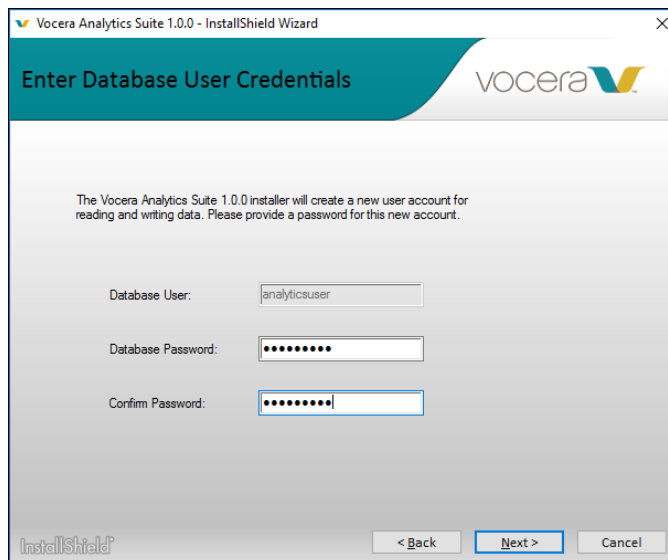 Vocera Analytics Suite 1.0.0 - InstallShield Wizard
Enter Database User Credentials
vocera
The Vocera Analytics Suite 1.0.0 installer will create a new user account for
reading and writing data. Please provide a password for this new account.
Database User:
analyticsuser
Database Password:
•••••••••
Confirm Password:
•••••••••
InstallShield
< Back
Next >
Cancel